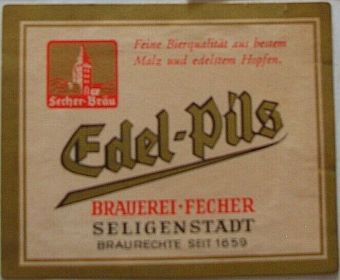 Feine Bierqualität aus bestem
Malz und edelstem Hopfen.
Fecher-Bräu
Edel-Pils
BRAUEREI · FECHER
SELIGENSTADT
BRAURECHTE SEIT 1659